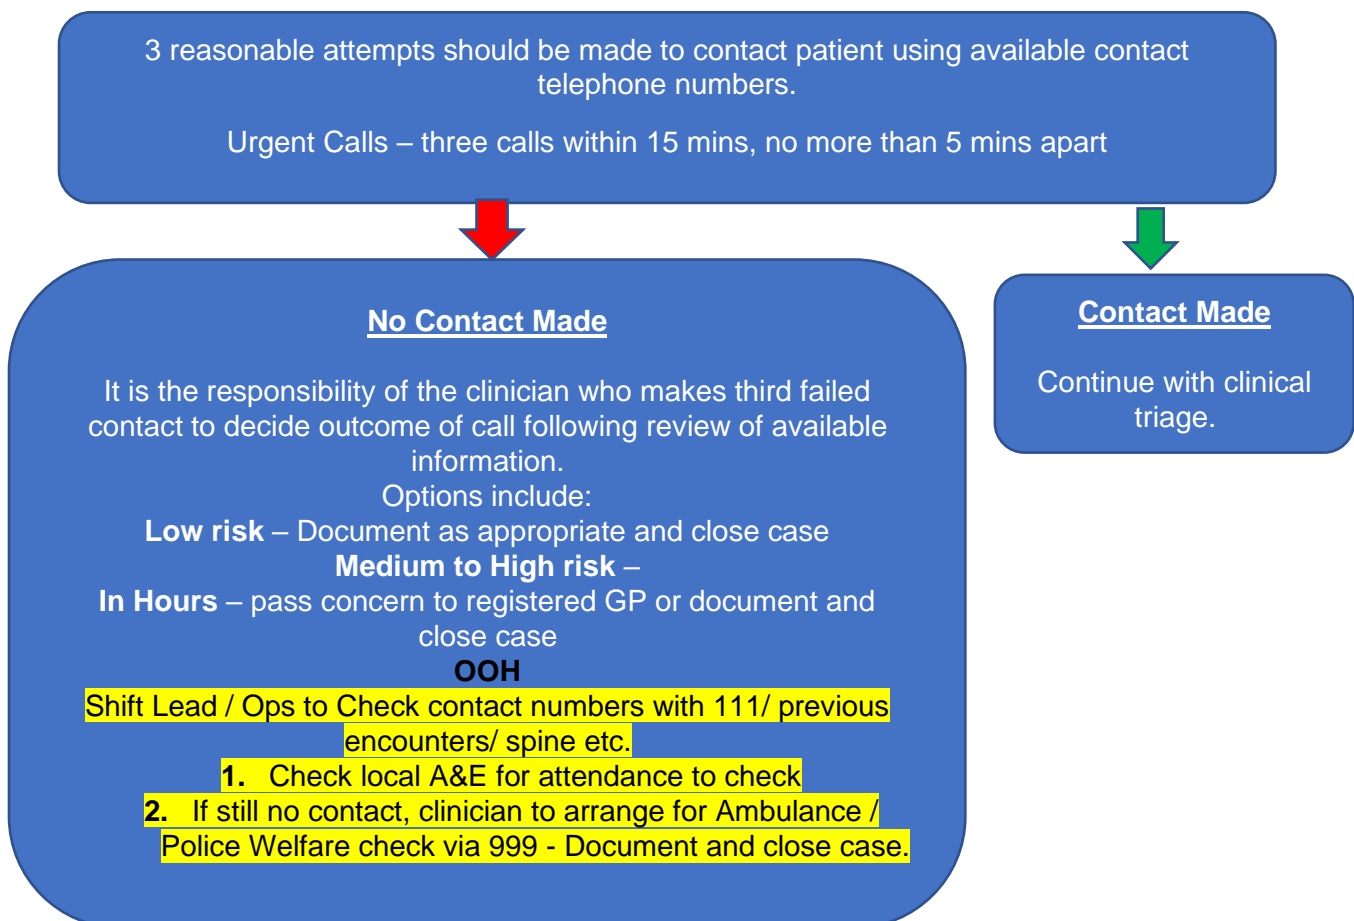 3 reasonable attempts should be made to contact patient using available contact
telephone numbers.
Urgent Calls – three calls within 15 mins, no more than 5 mins apart
No Contact Made
It is the responsibility of the clinician who makes third failed
contact to decide outcome of call following review of available
information.
Options include:
Low risk – Document as appropriate and close case
Medium to High risk –
In Hours – pass concern to registered GP or document and
close case
OOH
Shift Lead / Ops to Check contact numbers with 111/ previous
encounters/ spine etc.
1. Check local A&E for attendance to check
2. If still no contact, clinician to arrange for Ambulance /
Police Welfare check via 999 - Document and close case.
Contact Made
Continue with clinical
triage.